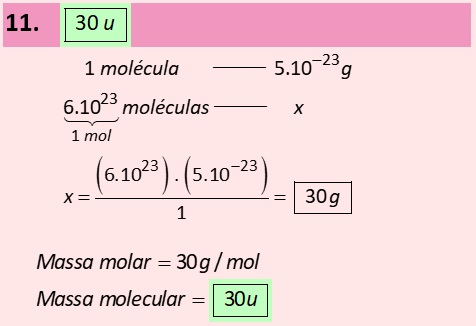 11. 30 u
1 molécula —— 5.10⁻²³g
6.10²³ moléculas —— x
1 mol
x = (6.10²³) . (5.10⁻²³) / 1 = 30g
Massa molar = 30g / mol
Massa molecular = 30u